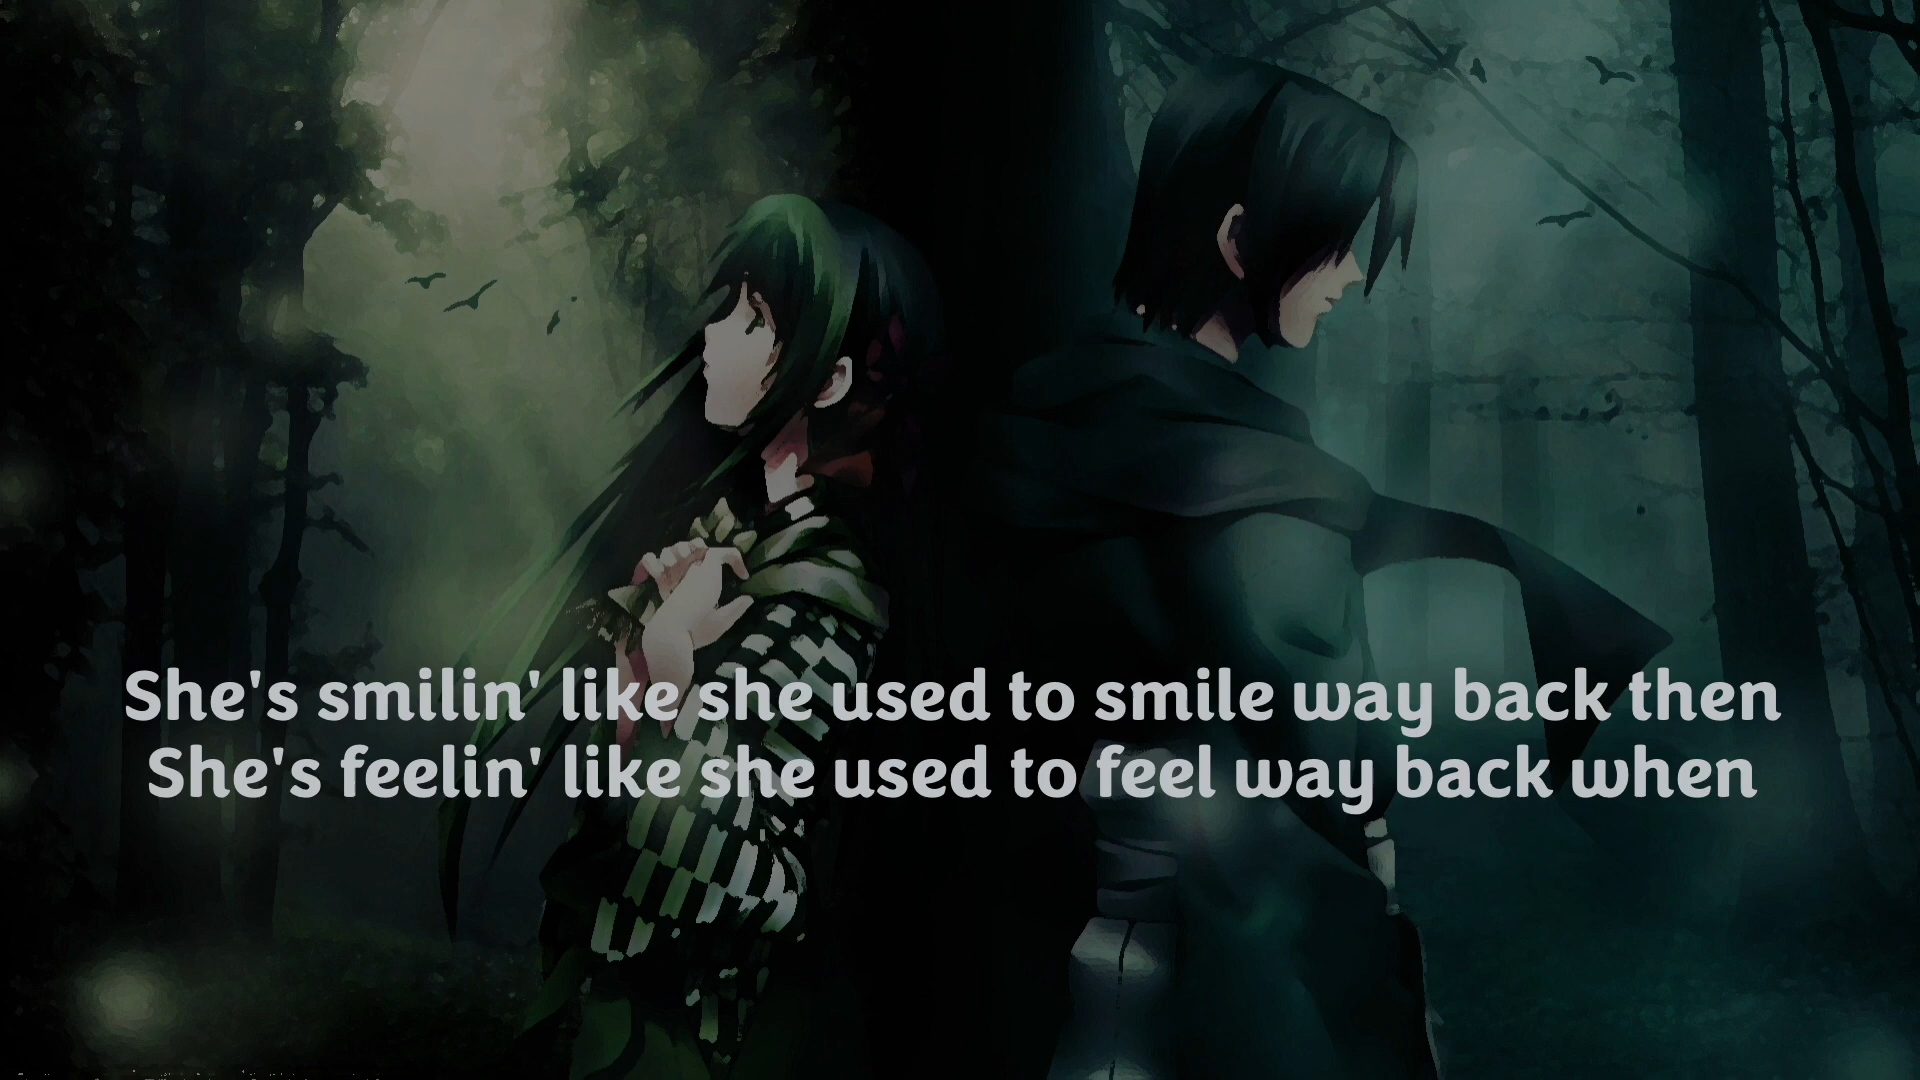 She's smilin' like she used to smile way back then
She's feelin' like she used to feel way back when